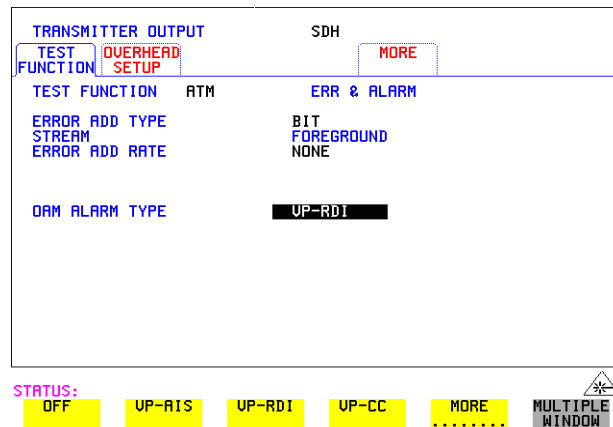 TRANSMITTER OUTPUT SDH
TEST FUNCTION OVERHEAD SETUP MORE
TEST FUNCTION ATM ERR & ALARM
ERROR ADD TYPE BIT
STREAM FOREGROUND
ERROR ADD RATE NONE
OAM ALARM TYPE VP-RDI
STATUS:
OFF VP-AIS VP-RDI VP-CC MORE ........ MULTIPLE WINDOW